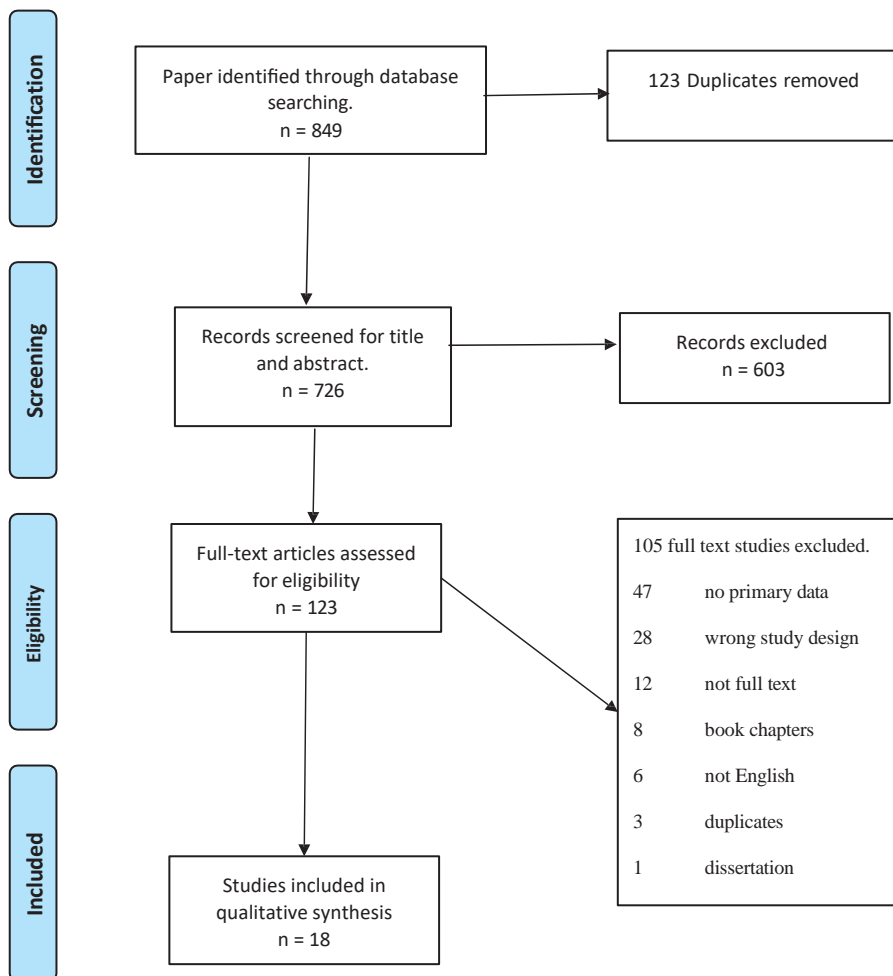 Identification
Paper identified through database
searching.
n = 849
123 Duplicates removed
Screening
Records screened for title
and abstract.
n = 726
Records excluded
n = 603
Eligibility
Full-text articles assessed
for eligibility
n = 123
105 full text studies excluded.
47 no primary data
28 wrong study design
12 not full text
8 book chapters
6 not English
3 duplicates
1 dissertation
Included
Studies included in
qualitative synthesis
n = 18